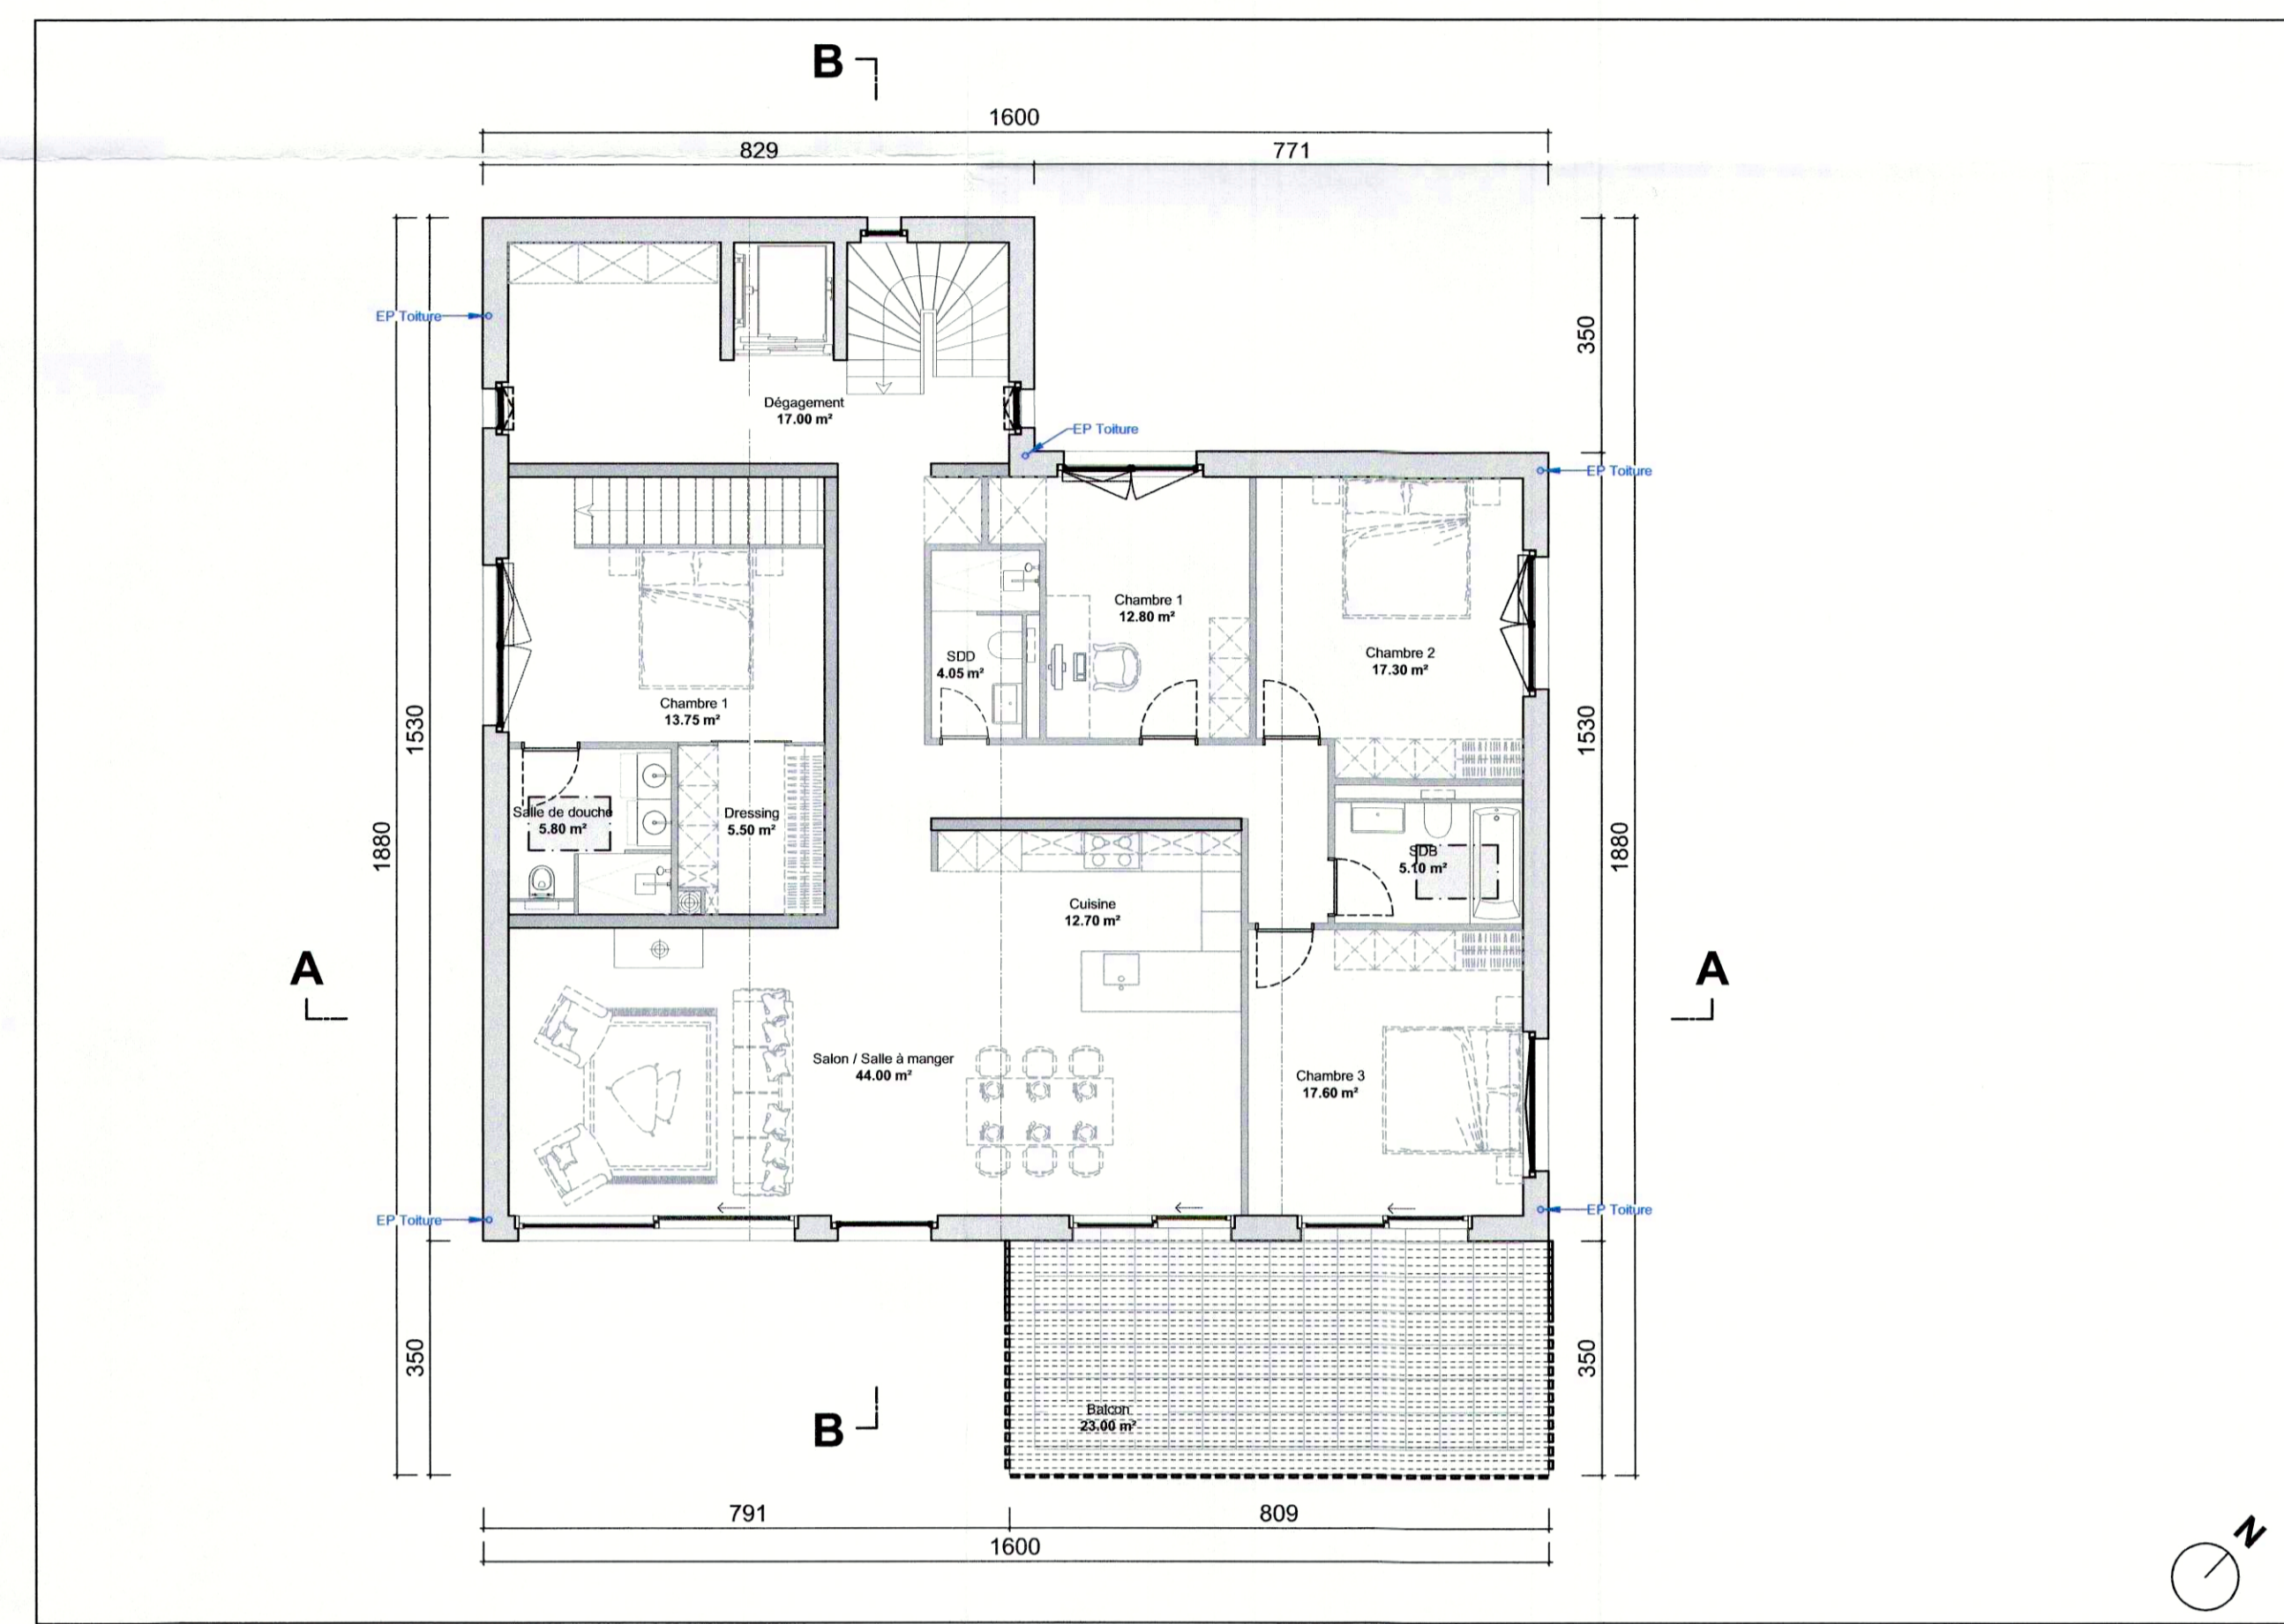 B
1600
829
771
EP Toiture
350
Dégagement
17.00 m²
EP Toiture
EP Toiture
Chambre 1
12.80 m²
SDD
4.05 m²
Chambre 2
17.30 m²
Chambre 1
13.75 m²
1530
1530
Salle de douche
5.80 m²
Dressing
5.50 m²
1880
1880
SDB
5.10 m²
Cuisine
12.70 m²
A
A
Salon / Salle à manger
44.00 m²
Chambre 3
17.60 m²
EP Toiture
EP Toiture
350
350
Balcon
23.00 m²
B
791
809
1600
N